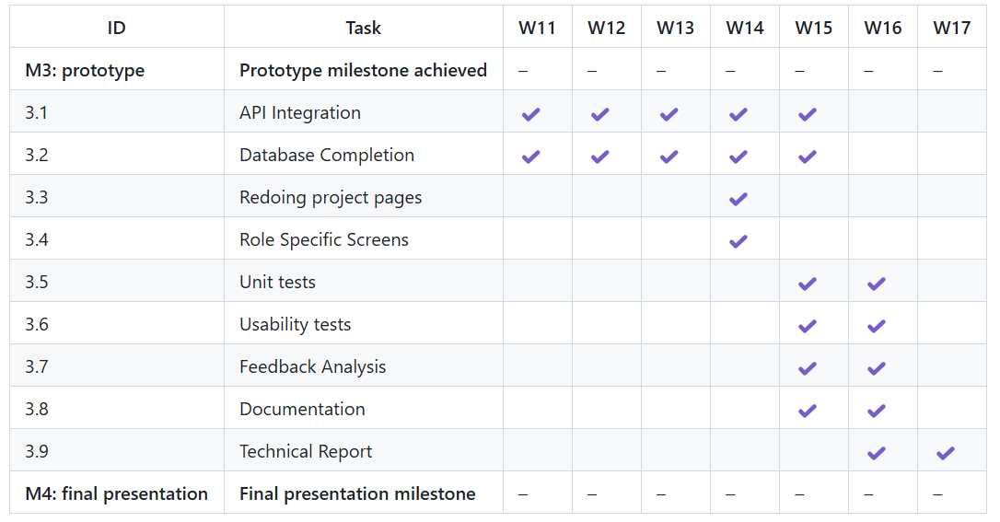 ID Task W11 W12 W13 W14 W15 W16 W17
M3: prototype Prototype milestone achieved – – – – – – –
3.1 API Integration ✔ ✔ ✔ ✔ ✔
3.2 Database Completion ✔ ✔ ✔ ✔ ✔
3.3 Redoing project pages ✔
3.4 Role Specific Screens ✔
3.5 Unit tests ✔ ✔
3.6 Usability tests ✔ ✔
3.7 Feedback Analysis ✔ ✔
3.8 Documentation ✔ ✔
3.9 Technical Report ✔ ✔
M4: final presentation Final presentation milestone – – – – – – –